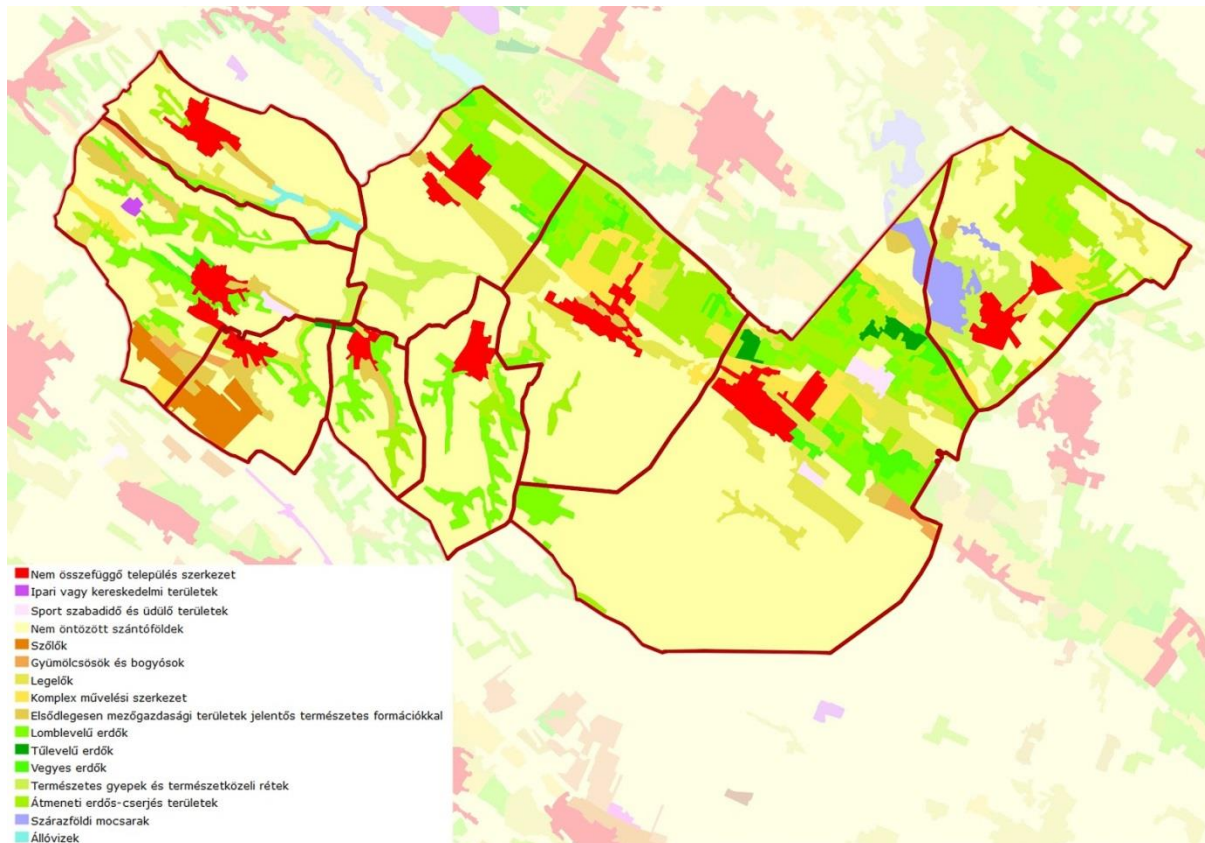 Nem összefüggő település szerkezet
Ipari vagy kereskedelmi területek
Sport szabadidő és üdülő területek
Nem öntözött szántóföldek
Szőlők
Gyümölcsösök és bogyósok
Legelők
Komplex művelési szerkezet
Elsődlegesen mezőgazdasági területek jelentős természetes formációkkal
Lomblevelű erdők
Tűlevelű erdők
Vegyes erdők
Természetes gyepek és természetközeli rétek
Átmeneti erdős-cserjés területek
Szárazföldi mocsarak
Állóvizek